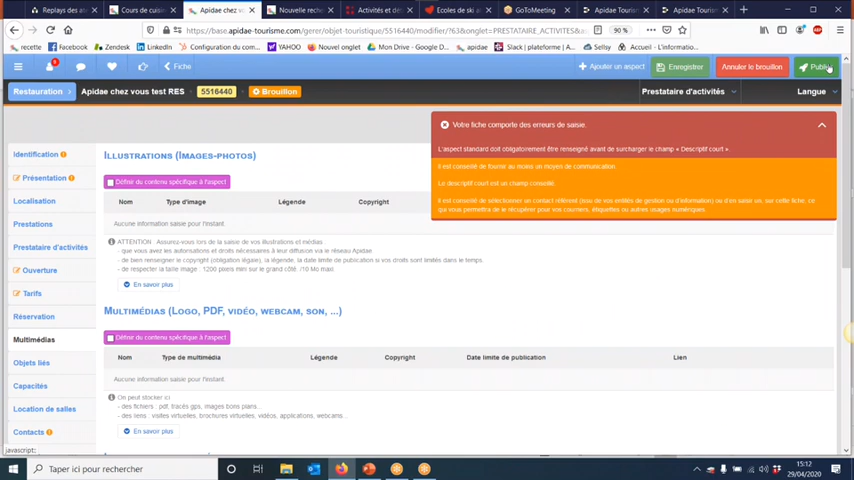 Replays des at
Cours de cuisin
Apidae chez vo
Nouvelle reche
Activités et dé
Ecoles de ski a
GoToMeeting
Apidae Touris
Apidae Touris
https://base.apidae-tourisme.com/gerer/objet-touristique/5516440/modifier/?onglet=PRESTATAIRE_ACTIVITES&a
90 %
recette
Facebook
Zendesk
LinkedIn
Configuration du com...
YAHOO
Nouvel onglet
Mon Drive - Google D...
apidae
Slack | plateforme | A...
Sellsy
Accueil - L'informatio...
Fiche
Ajouter un aspect
Enregistrer
Annuler le brouillon
Publi
Restauration
Apidae chez vous test RES
5516440
Brouillon
Prestataire d'activités
Langue
Votre fiche comporte des erreurs de saisie.
L'aspect standard doit obligatoirement être renseigné avant de surcharger le champ « Descriptif court ».
Il est conseillé de fournir au moins un moyen de communication.
Le descriptif court est un champ conseillé.
Il est conseillé de sélectionner un contact référent (issu de vos entités de gestion ou d'information) ou d'en saisir un, sur cette fiche, ce
qui vous permettra de le récupérer pour vos courriers, étiquettes ou autres usages numériques.
Identification
Présentation
Localisation
Prestations
Prestataire d'activités
Ouverture
Tarifs
Réservation
Multimédias
Objets liés
Capacités
Location de salles
Contacts
Illustrations (Images-photos)
Définir du contenu spécifique à l'aspect
Nom Type d'image Légende Copyright
Aucune information saisie pour l'instant.
ATTENTION : Assurez-vous lors de la saisie de vos illustrations et médias
- que vous avez les autorisations et droits nécessaires à leur diffusion via le réseau Apidae
- de bien renseigner le copyright (obligation légale), la légende, la date limite de publication si vos droits sont limités dans le temps.
- de respecter la taille image : 1200 pixels mini sur le grand côté. /10 Mo maxi
En savoir plus
Multimédias (Logo, PDF, vidéo, webcam, son, ...)
Définir du contenu spécifique à l'aspect
Nom Type de multimédia Légende Copyright Date limite de publication Lien
Aucune information saisie pour l'instant.
On peut stocker ici
- des fichiers : pdf, tracés gps, images bons plans...
- des liens : visites virtuelles, brochures virtuelles, vidéos, applications, webcams...
En savoir plus
javascript:
Taper ici pour rechercher
15:12
29/04/2020